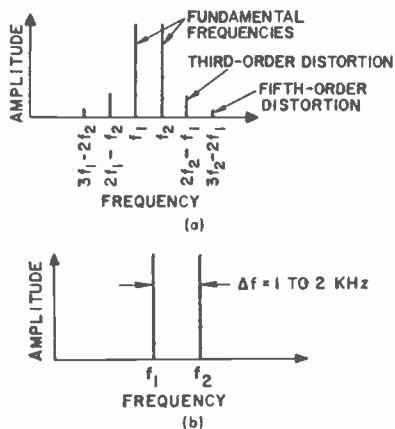 FUNDAMENTAL
FREQUENCIES
THIRD-ORDER DISTORTION
FIFTH-ORDER
DISTORTION
AMPLITUDE
3f₁-2f₂
2f₁-f₂
f₁
f₂
2f₂-f₁
3f₂-2f₁
FREQUENCY
(a)
AMPLITUDE
Δf = 1 TO 2 KHz
f₁
f₂
FREQUENCY
(b)